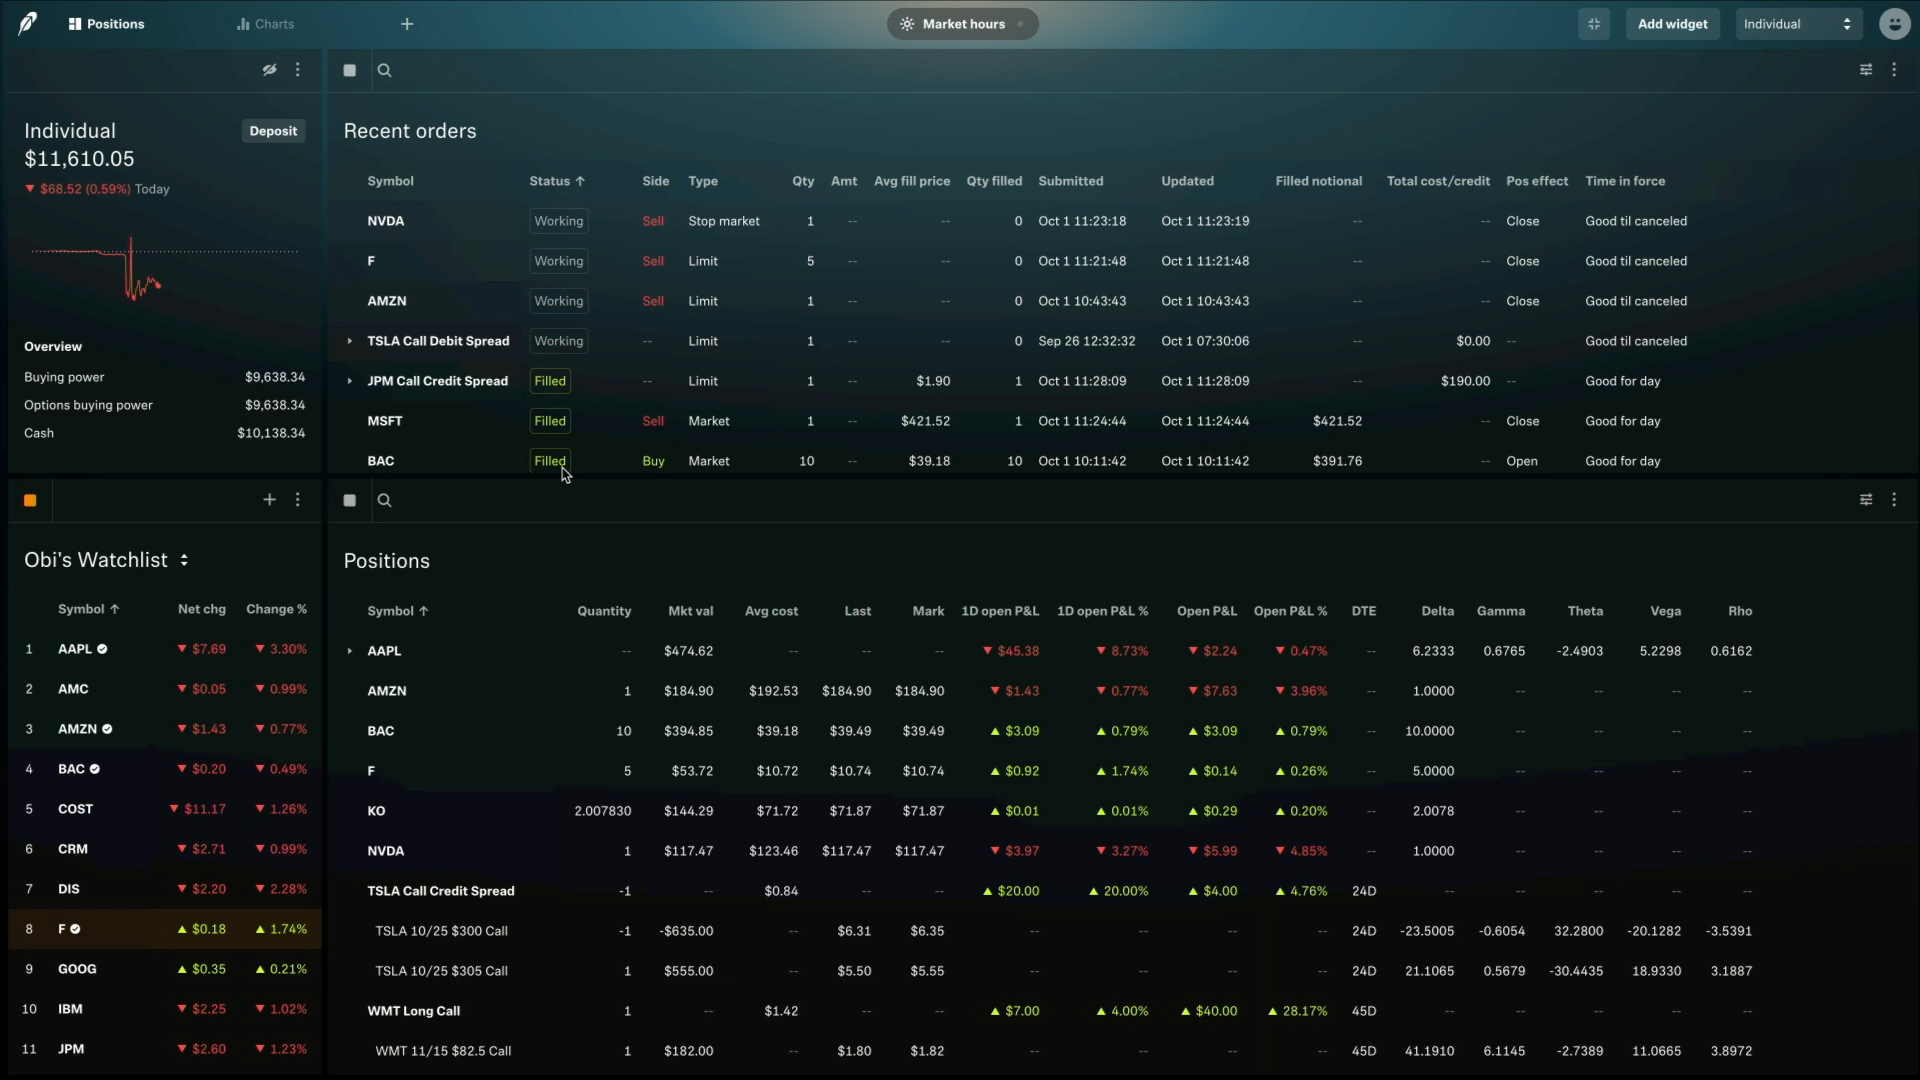 Positions Charts Market hours Add widget Individual
Individual Deposit
$11,610.05
▼ $68.52 (0.59%) Today
Overview
Buying power $9,638.34
Options buying power $9,638.34
Cash $10,138.34
Recent orders
Symbol Status ↑ Side Type Qty Amt Avg fill price Qty filled Submitted Updated Filled notional Total cost/credit Pos effect Time in force
NVDA Working Sell Stop market 1 -- -- 0 Oct 1 11:23:18 Oct 1 11:23:19 -- -- Close Good til canceled
F Working Sell Limit 5 -- -- 0 Oct 1 11:21:48 Oct 1 11:21:48 -- -- Close Good til canceled
AMZN Working Sell Limit 1 -- -- 0 Oct 1 10:43:43 Oct 1 10:43:43 -- -- Close Good til canceled
TSLA Call Debit Spread Working -- Limit 1 -- -- 0 Sep 26 12:32:32 Oct 1 07:30:06 -- $0.00 -- Good til canceled
JPM Call Credit Spread Filled -- Limit 1 -- $1.90 1 Oct 1 11:28:09 Oct 1 11:28:09 -- $190.00 -- Good for day
MSFT Filled Sell Market 1 -- $421.52 1 Oct 1 11:24:44 Oct 1 11:24:44 $421.52 -- Close Good for day
BAC Filled Buy Market 10 -- $39.18 10 Oct 1 10:11:42 Oct 1 10:11:42 $391.76 -- Open Good for day
Obi's Watchlist
Symbol ↑ Net chg Change %
1 AAPL ▼ $7.69 ▼ 3.30%
2 AMC ▼ $0.05 ▼ 0.99%
3 AMZN ▼ $1.43 ▼ 0.77%
4 BAC ▼ $0.20 ▼ 0.49%
5 COST ▼ $11.17 ▼ 1.26%
6 CRM ▼ $2.71 ▼ 0.99%
7 DIS ▼ $2.20 ▼ 2.28%
8 F ▲ $0.18 ▲ 1.74%
9 GOOG ▲ $0.35 ▲ 0.21%
10 IBM ▼ $2.25 ▼ 1.02%
11 JPM ▼ $2.60 ▼ 1.23%
Positions
Symbol ↑ Quantity Mkt val Avg cost Last Mark 1D open P&L 1D open P&L % Open P&L Open P&L % DTE Delta Gamma Theta Vega Rho
AAPL -- $474.62 -- -- -- ▼ $45.38 ▼ 8.73% ▼ $2.24 ▼ 0.47% -- 6.2333 0.6765 -2.4903 5.2298 0.6162
AMZN 1 $184.90 $192.53 $184.90 $184.90 ▼ $1.43 ▼ 0.77% ▼ $7.63 ▼ 3.96% -- 1.0000 -- -- -- --
BAC 10 $394.85 $39.18 $39.49 $39.49 ▲ $3.09 ▲ 0.79% ▲ $3.09 ▲ 0.79% -- 10.0000 -- -- -- --
F 5 $53.72 $10.72 $10.74 $10.74 ▲ $0.92 ▲ 1.74% ▲ $0.14 ▲ 0.26% -- 5.0000 -- -- -- --
KO 2.007830 $144.29 $71.72 $71.87 $71.87 ▲ $0.01 ▲ 0.01% ▲ $0.29 ▲ 0.20% -- 2.0078 -- -- -- --
NVDA 1 $117.47 $123.46 $117.47 $117.47 ▼ $3.97 ▼ 3.27% ▼ $5.99 ▼ 4.85% -- 1.0000 -- -- -- --
TSLA Call Credit Spread -1 -- $0.84 -- -- ▲ $20.00 ▲ 20.00% ▲ $4.00 ▲ 4.76% 24D -- -- -- -- --
TSLA 10/25 $300 Call -1 -$635.00 -- $6.31 $6.35 -- -- -- -- 24D -23.5005 -0.6054 32.2800 -20.1282 -3.5391
TSLA 10/25 $305 Call 1 $555.00 -- $5.50 $5.55 -- -- -- -- 24D 21.1065 0.5679 -30.4435 18.9330 3.1887
WMT Long Call 1 -- $1.42 -- -- ▲ $7.00 ▲ 4.00% ▲ $40.00 ▲ 28.17% 45D -- -- -- -- --
WMT 11/15 $82.5 Call 1 $182.00 -- $1.80 $1.82 -- -- -- -- 45D 41.1910 6.1145 -2.7389 11.0665 3.8972